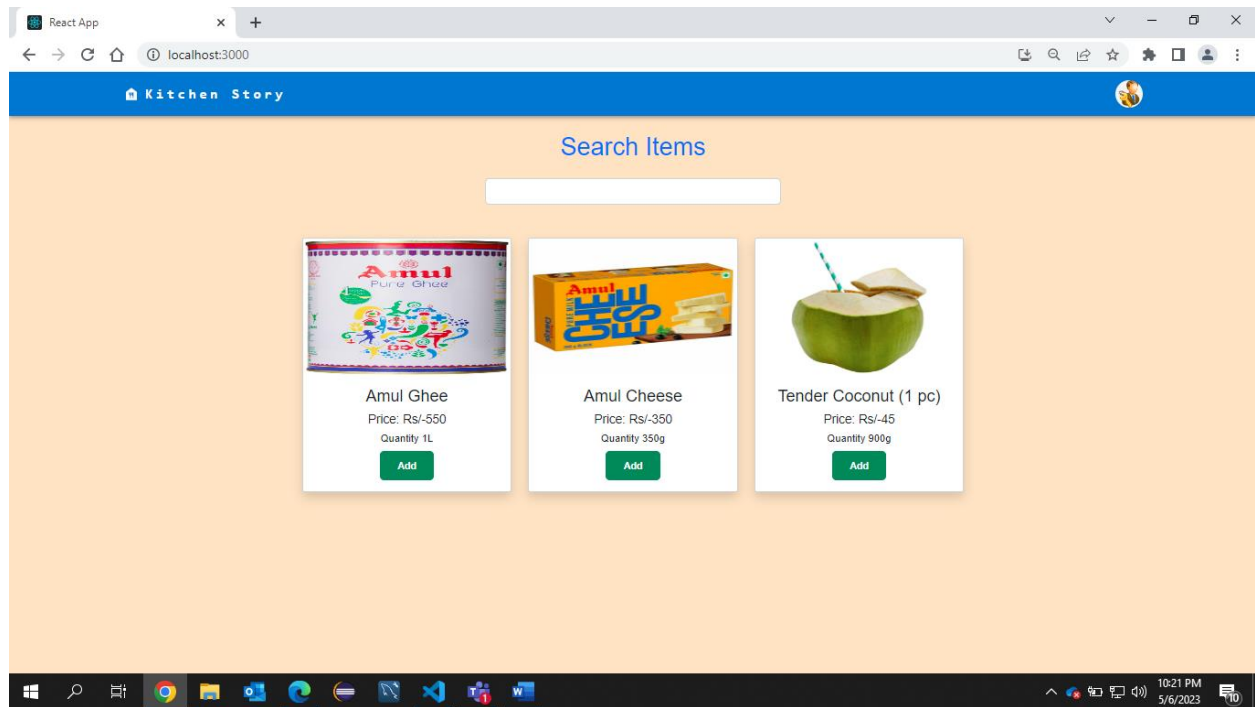 React App
localhost:3000
Kitchen Story
Search Items
Amul
Pure Ghee
Amul
CHEESE
Amul Ghee
Price: Rs/-550
Quantity 1L
Add
Amul Cheese
Price: Rs/-350
Quantity 350g
Add
Tender Coconut (1 pc)
Price: Rs/-45
Quantity 900g
Add
10:21 PM
5/6/2023
10